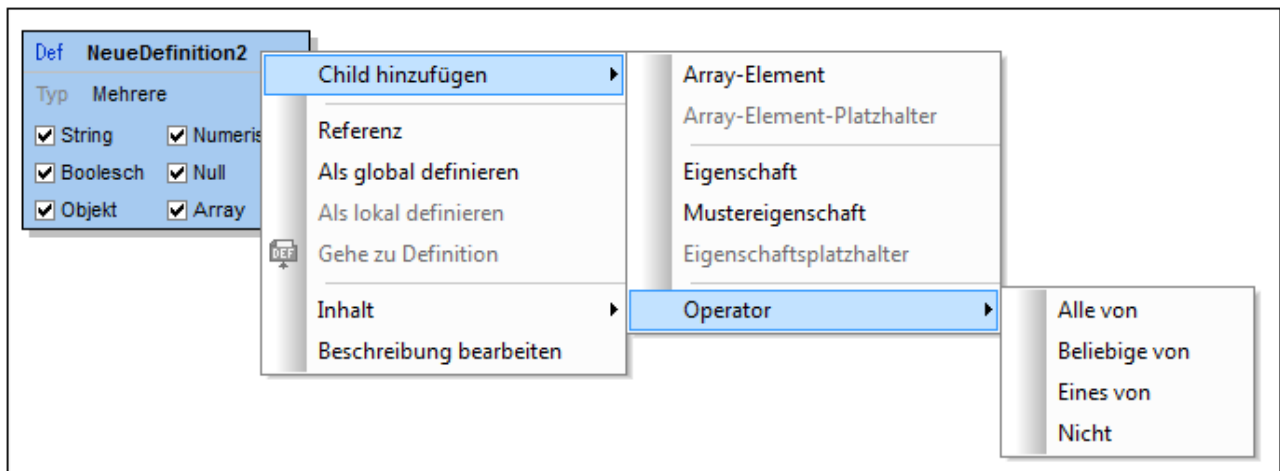 Def NeueDefinition2
Typ Mehrere
String Numeris
Boolesch Null
Objekt Array
Child hinzufügen
Referenz
Als global definieren
Als lokal definieren
DEF Gehe zu Definition
Inhalt
Beschreibung bearbeiten
Array-Element
Array-Element-Platzhalter
Eigenschaft
Mustereigenschaft
Eigenschaftsplatzhalter
Operator
Alle von
Beliebige von
Eines von
Nicht